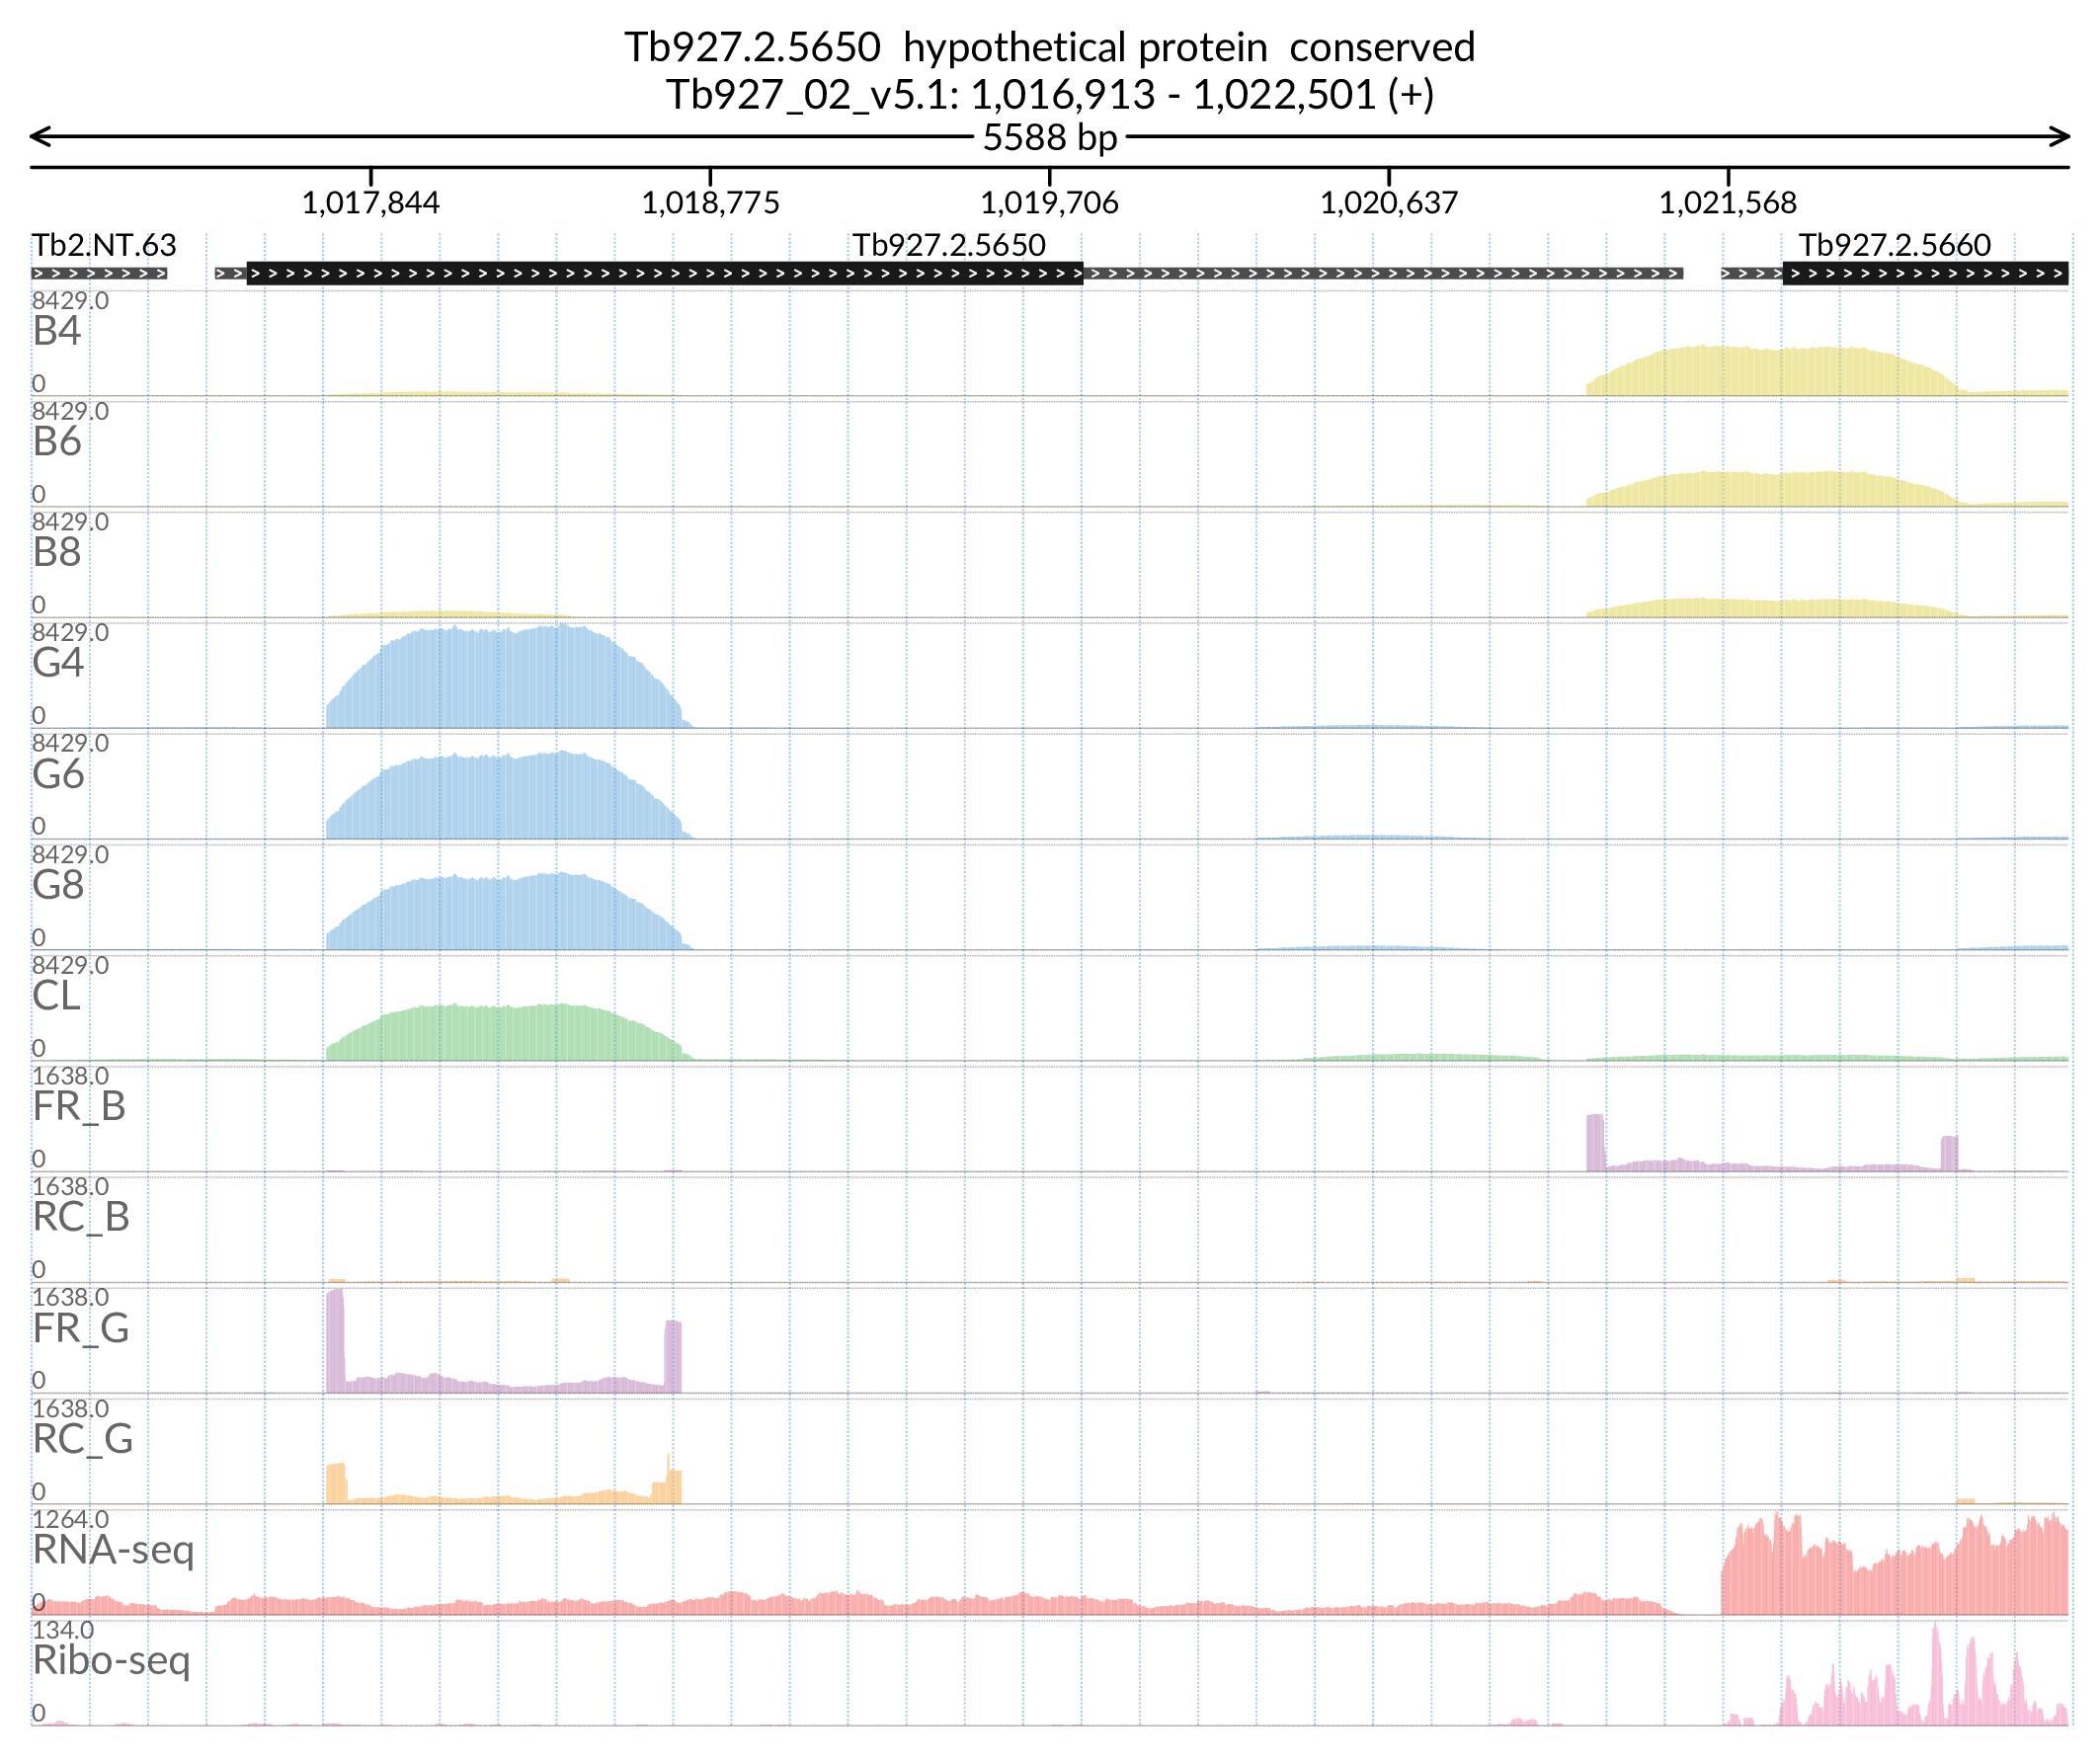 Tb927.2.5650 hypothetical protein conserved
Tb927_02_v5.1: 1,016,913 - 1,022,501 (+)
5588 bp
1,017,844 1,018,775 1,019,706 1,020,637 1,021,568
Tb2.NT.63 Tb927.2.5650 Tb927.2.5660
8429.0
B4
0
8429.0
B6
0
8429.0
B8
0
8429.0
G4
0
8429.0
G6
0
8429.0
G8
0
8429.0
CL
0
1638.0
FR_B
0
1638.0
RC_B
0
1638.0
FR_G
0
1638.0
RC_G
0
1264.0
RNA-seq
0
134.0
Ribo-seq
0